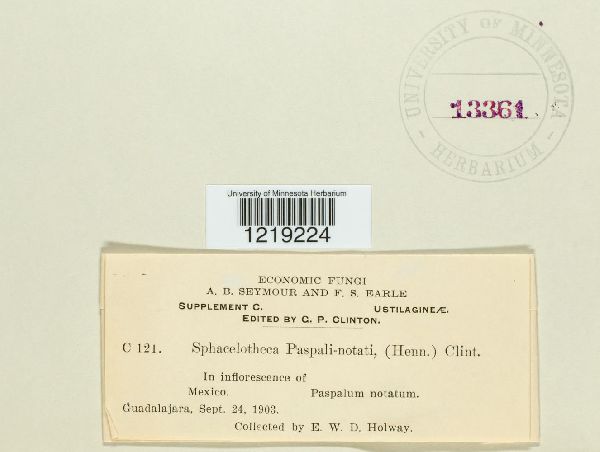 UNIVERSITY OF MINNESOTA
13361
HERBARIUM
University of Minnesota Herbarium
1219224
ECONOMIC FUNGI
A. B. SEYMOUR AND F. S. EARLE
SUPPLEMENT C. USTILAGINEÆ.
EDITED BY G. P. CLINTON.
C 121. Sphacelotheca Paspali-notati, (Henn.) Clint.
In inflorescence of
Mexico. Paspalum notatum.
Guadalajara, Sept. 24, 1903.
Collected by E. W. D. Holway.